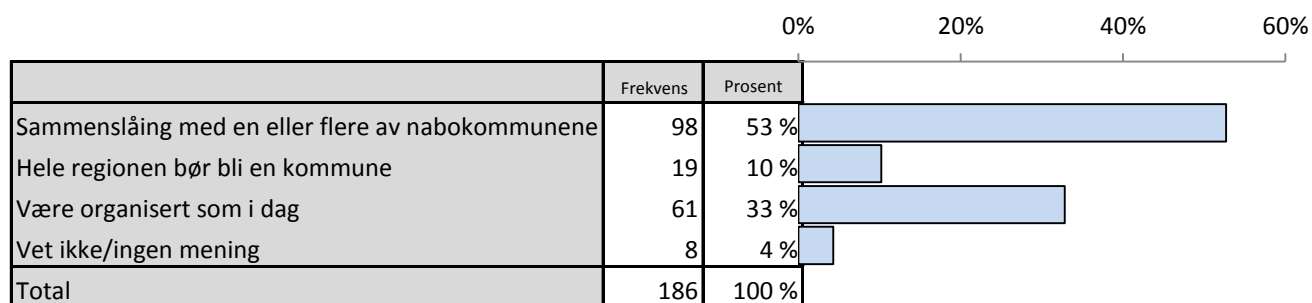 0% 20% 40% 60%
Frekvens Prosent
Sammenslåing med en eller flere av nabokommunene 98 53 %
Hele regionen bør bli en kommune 19 10 %
Være organisert som i dag 61 33 %
Vet ikke/ingen mening 8 4 %
Total 186 100 %